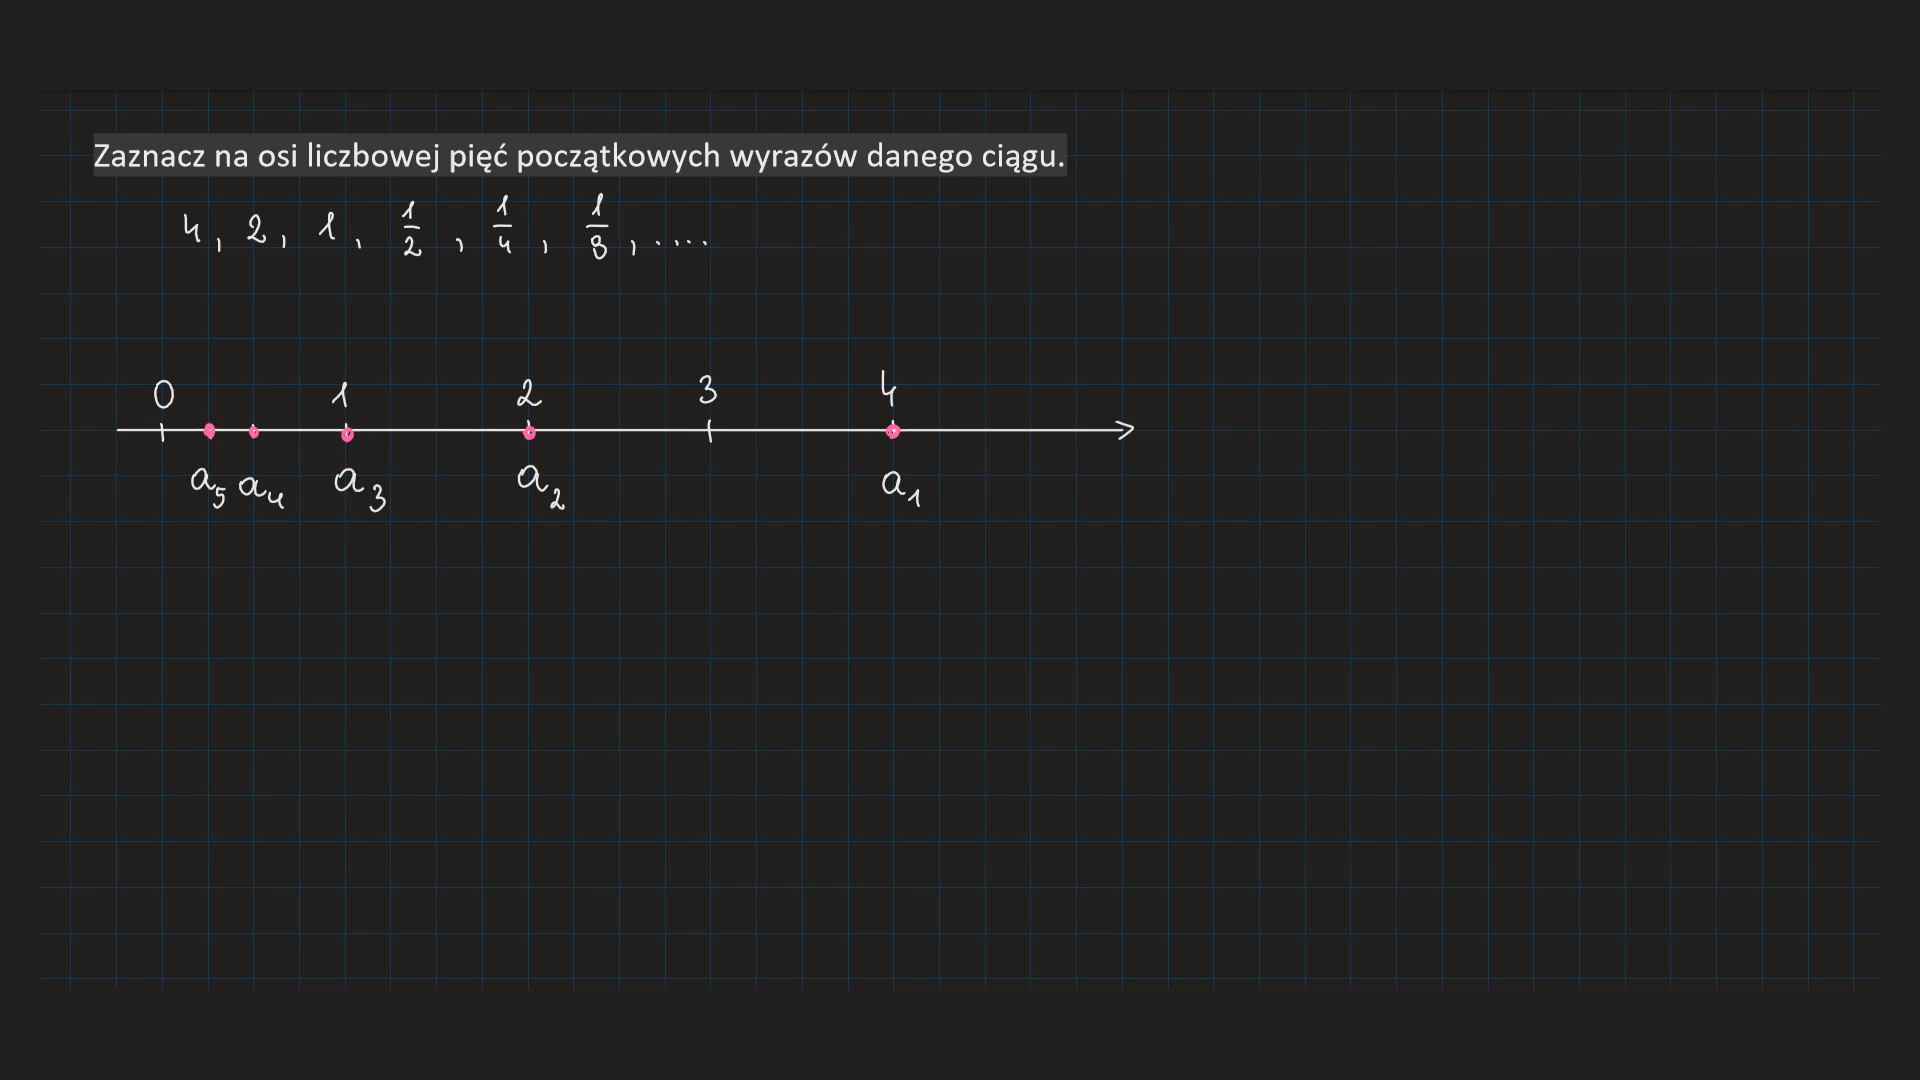 Zaznacz na osi liczbowej pięć początkowych wyrazów danego ciągu.
4, 2, 1, 1/2, 1/4, 1/8, ....
0 1 2 3 4
a₅ a₄ a₃ a₂ a₁